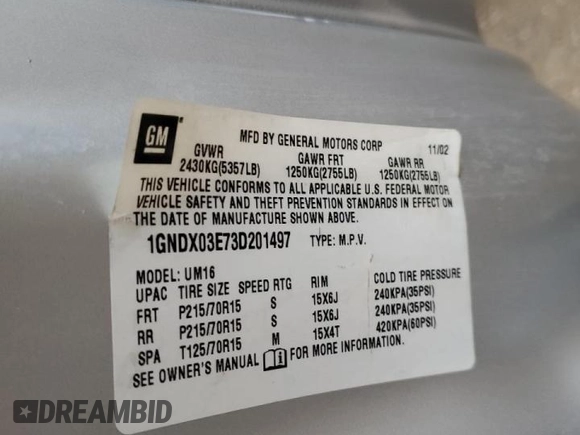 GM
MFD BY GENERAL MOTORS CORP 11/02
GVWR GAWR FRT GAWR RR
2430KG(5357LB) 1250KG(2755LB) 1250KG(2755LB)
THIS VEHICLE CONFORMS TO ALL APPLICABLE U.S. FEDERAL MOTOR
VEHICLE SAFETY AND THEFT PREVENTION STANDARDS IN EFFECT ON
THE DATE OF MANUFACTURE SHOWN ABOVE.
1GNDX03E73D201497 TYPE: M.P.V.
MODEL: UM16
UPAC TIRE SIZE SPEED RTG RIM COLD TIRE PRESSURE
FRT P215/70R15 S 15X6J 240KPA(35PSI)
RR P215/70R15 S 15X6J 240KPA(35PSI)
SPA T125/70R15 M 15X4T 420KPA(60PSI)
SEE OWNER'S MANUAL FOR MORE INFORMATION.
DREAMBID